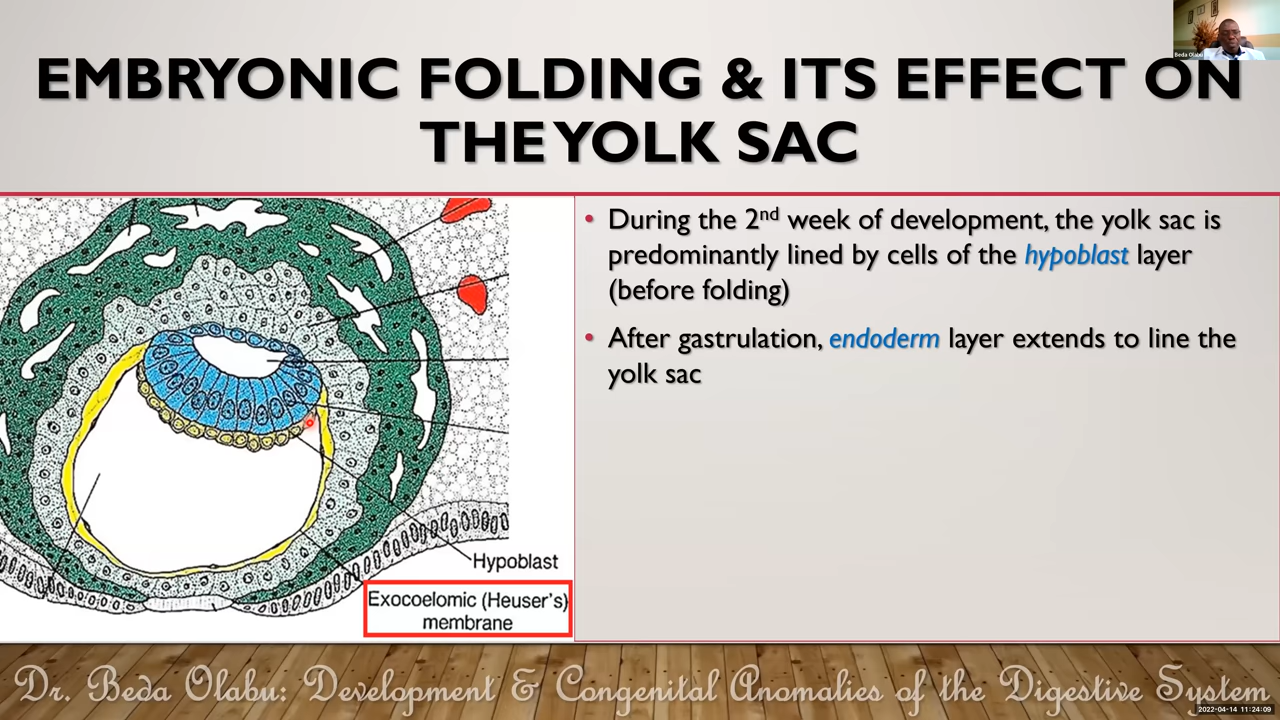 Beda Olabu
EMBRYONIC FOLDING & ITS EFFECT ON
THE YOLK SAC
• During the 2nd week of development, the yolk sac is
predominantly lined by cells of the hypoblast layer
(before folding)
• After gastrulation, endoderm layer extends to line the
yolk sac
Hypoblast
Exocoelomic (Heuser's)
membrane
Dr. Beda Olabu: Development & Congenital Anomalies of the Digestive System
2022-04-14 11:24:09